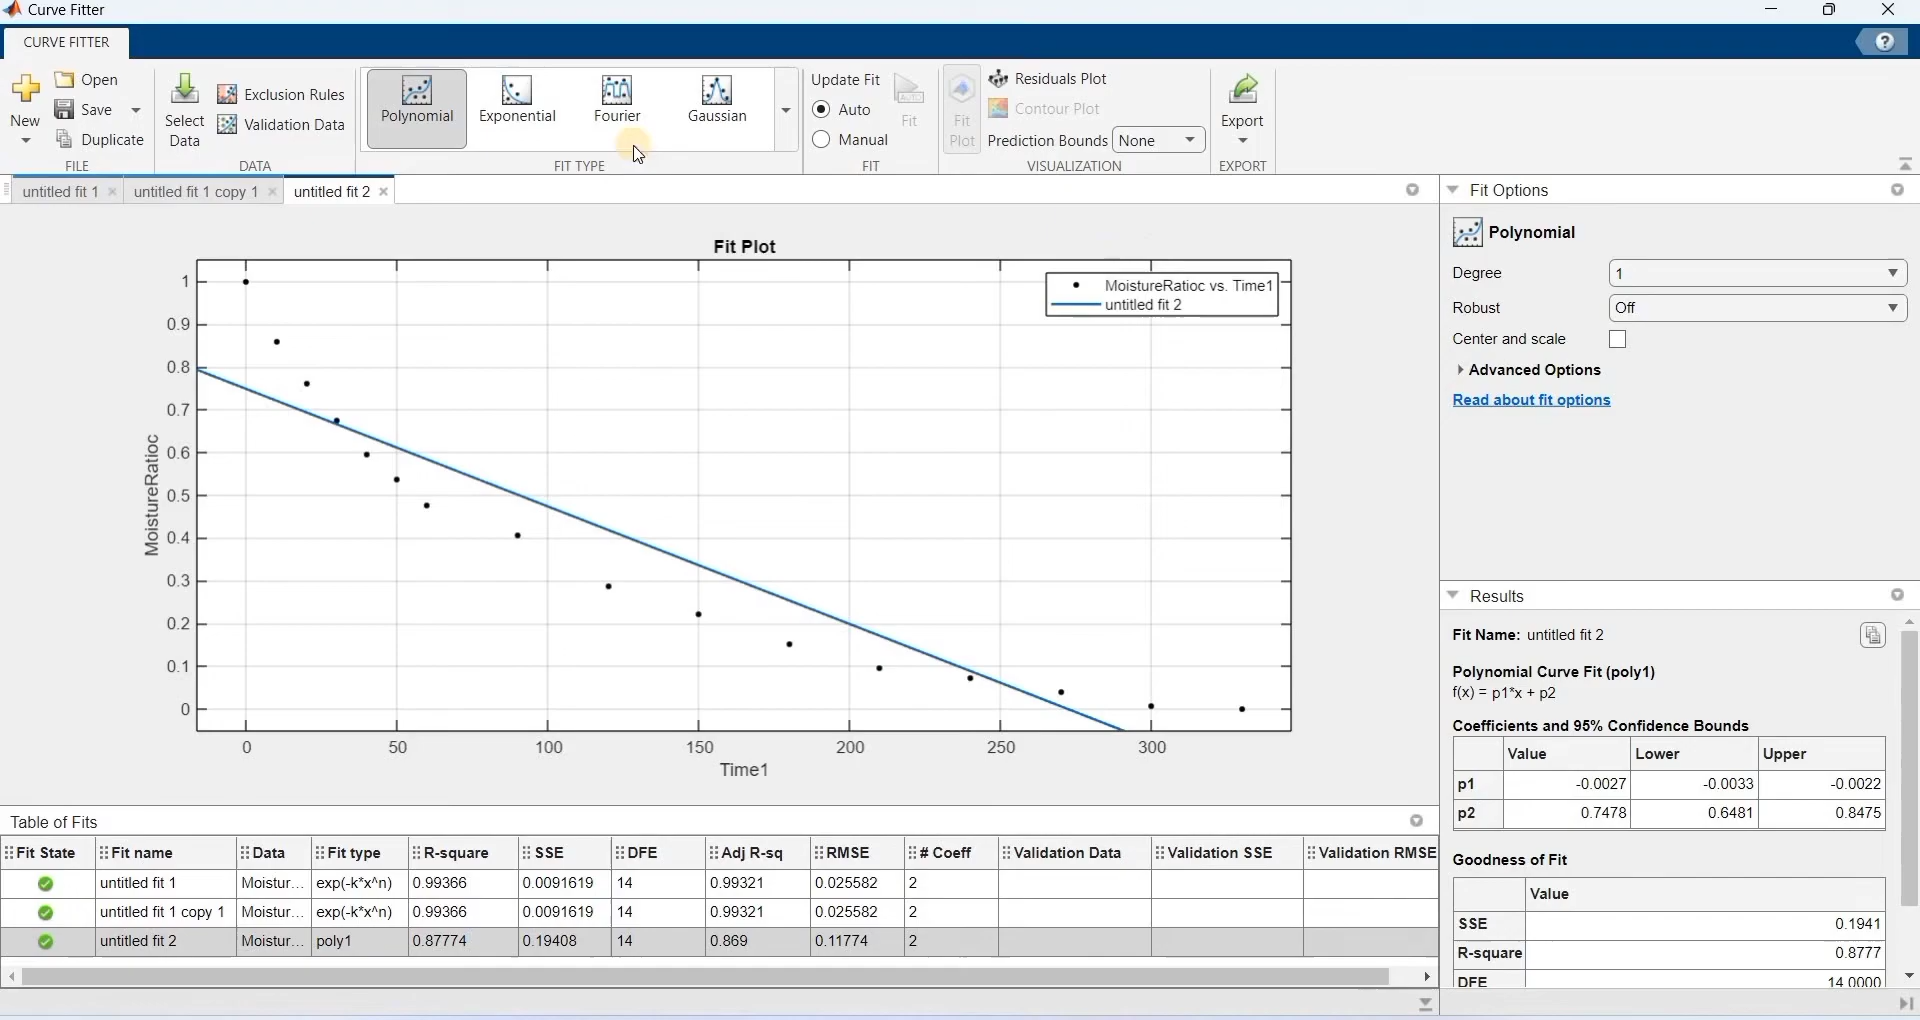 Curve Fitter
CURVE FITTER
New
Open
Save
Duplicate
FILE
Select Data
Exclusion Rules
Validation Data
DATA
Polynomial
Exponential
Fourier
Gaussian
FIT TYPE
Update Fit
Auto
Manual
AUTO
Fit
FIT
Fit Plot
Residuals Plot
Contour Plot
Prediction Bounds None
VISUALIZATION
Export
EXPORT
untitled fit 1
untitled fit 1 copy 1
untitled fit 2
Fit Plot
MoistureRatioc vs. Time1
untitled fit 2
1
0.9
0.8
0.7
0.6
0.5
0.4
0.3
0.2
0.1
0
MoistureRatioc
0 50 100 150 200 250 300
Time1
Fit Options
Polynomial
Degree 1
Robust Off
Center and scale
Advanced Options
Read about fit options
Results
Fit Name: untitled fit 2
Polynomial Curve Fit (poly1)
f(x) = p1*x + p2
Coefficients and 95% Confidence Bounds
Value Lower Upper
p1 -0.0027 -0.0033 -0.0022
p2 0.7478 0.6481 0.8475
Goodness of Fit
Value
SSE 0.1941
R-square 0.8777
DFE 14.0000
Table of Fits
Fit State Fit name Data Fit type R-square SSE DFE Adj R-sq RMSE # Coeff Validation Data Validation SSE Validation RMSE
untitled fit 1 Moistur... exp(-k*x^n) 0.99366 0.0091619 14 0.99321 0.025582 2
untitled fit 1 copy 1 Moistur... exp(-k*x^n) 0.99366 0.0091619 14 0.99321 0.025582 2
untitled fit 2 Moistur... poly1 0.87774 0.19408 14 0.869 0.11774 2